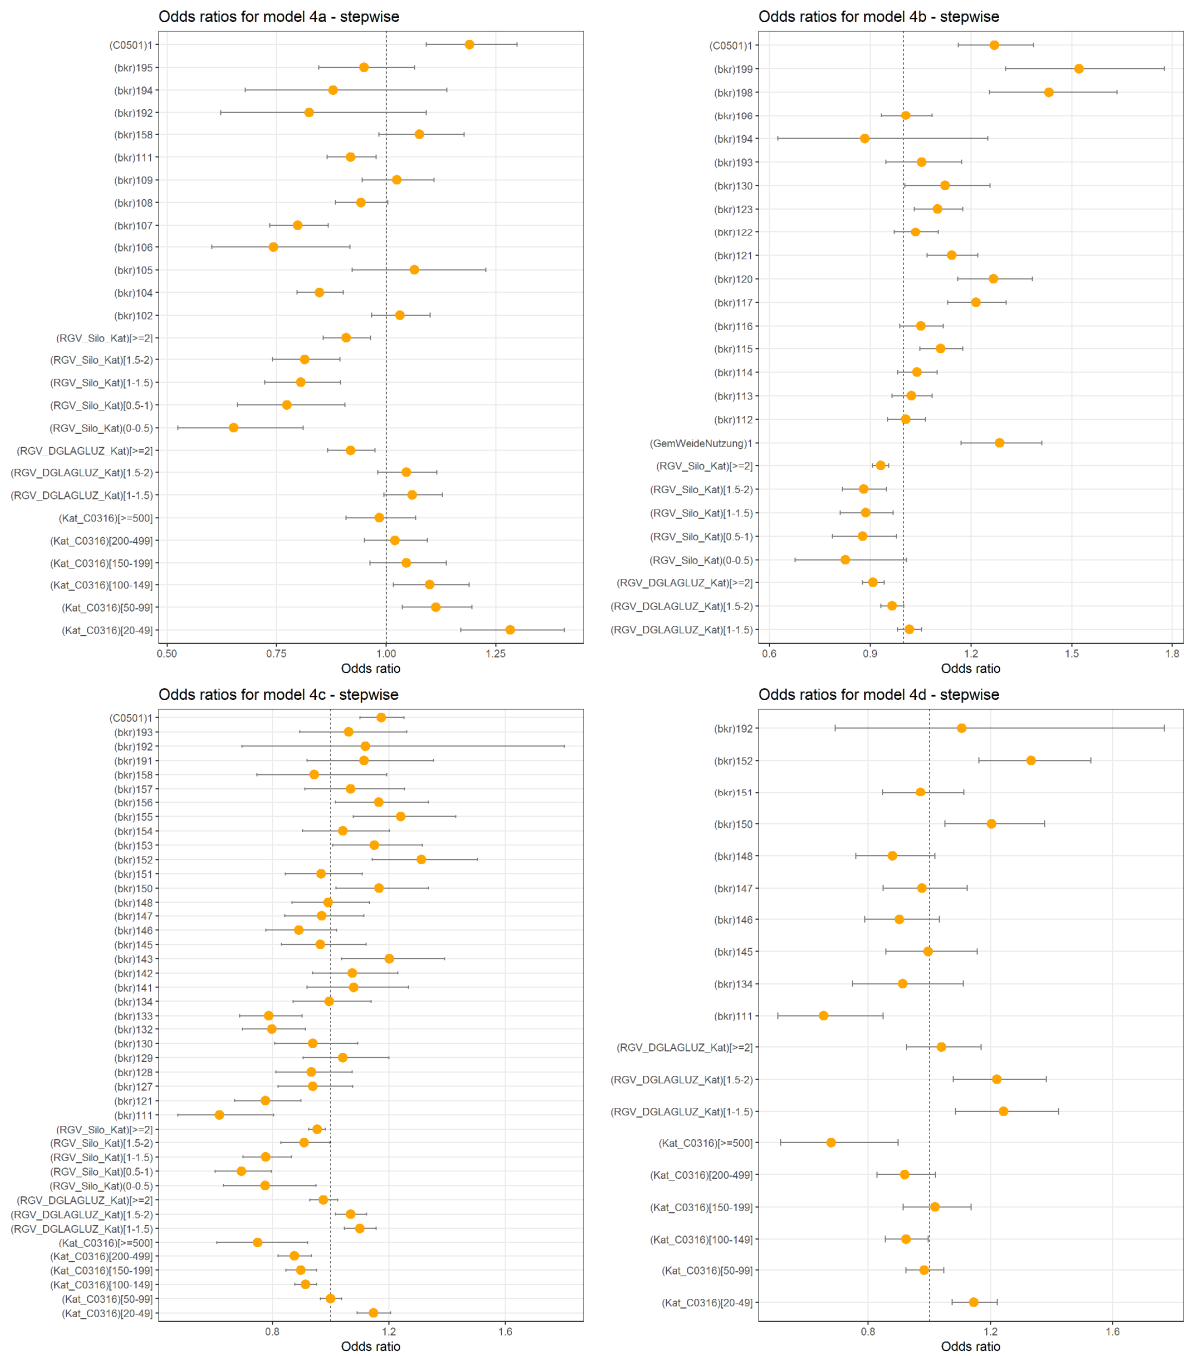 Odds ratios for model 4a - stepwise
(C0501)1
(bkr)195
(bkr)194
(bkr)192
(bkr)158
(bkr)111
(bkr)109
(bkr)108
(bkr)107
(bkr)106
(bkr)105
(bkr)104
(bkr)102
(RGV_Silo_Kat)[>=2]
(RGV_Silo_Kat)[1.5-2)
(RGV_Silo_Kat)[1-1.5)
(RGV_Silo_Kat)[0.5-1)
(RGV_Silo_Kat)(0-0.5)
(RGV_DGLAGLUZ_Kat)[>=2]
(RGV_DGLAGLUZ_Kat)[1.5-2)
(RGV_DGLAGLUZ_Kat)[1-1.5)
(Kat_C0316)[>=500]
(Kat_C0316)[200-499]
(Kat_C0316)[150-199]
(Kat_C0316)[100-149]
(Kat_C0316)[50-99]
(Kat_C0316)[20-49]
0.50 0.75 1.00 1.25
Odds ratio
Odds ratios for model 4b - stepwise
(C0501)1
(bkr)199
(bkr)198
(bkr)196
(bkr)194
(bkr)193
(bkr)130
(bkr)123
(bkr)122
(bkr)121
(bkr)120
(bkr)117
(bkr)116
(bkr)115
(bkr)114
(bkr)113
(bkr)112
(GemWeideNutzung)1
(RGV_Silo_Kat)[>=2]
(RGV_Silo_Kat)[1.5-2)
(RGV_Silo_Kat)[1-1.5)
(RGV_Silo_Kat)[0.5-1)
(RGV_Silo_Kat)(0-0.5)
(RGV_DGLAGLUZ_Kat)[>=2]
(RGV_DGLAGLUZ_Kat)[1.5-2)
(RGV_DGLAGLUZ_Kat)[1-1.5)
0.6 0.9 1.2 1.5 1.8
Odds ratio
Odds ratios for model 4c - stepwise
(C0501)1
(bkr)193
(bkr)192
(bkr)191
(bkr)158
(bkr)157
(bkr)156
(bkr)155
(bkr)154
(bkr)153
(bkr)152
(bkr)151
(bkr)150
(bkr)148
(bkr)147
(bkr)146
(bkr)145
(bkr)143
(bkr)142
(bkr)141
(bkr)134
(bkr)133
(bkr)132
(bkr)130
(bkr)129
(bkr)128
(bkr)127
(bkr)121
(bkr)111
(RGV_Silo_Kat)[>=2]
(RGV_Silo_Kat)[1.5-2)
(RGV_Silo_Kat)[1-1.5)
(RGV_Silo_Kat)[0.5-1)
(RGV_Silo_Kat)(0-0.5)
(RGV_DGLAGLUZ_Kat)[>=2]
(RGV_DGLAGLUZ_Kat)[1.5-2)
(RGV_DGLAGLUZ_Kat)[1-1.5)
(Kat_C0316)[>=500]
(Kat_C0316)[200-499]
(Kat_C0316)[150-199]
(Kat_C0316)[100-149]
(Kat_C0316)[50-99]
(Kat_C0316)[20-49]
0.8 1.2 1.6
Odds ratio
Odds ratios for model 4d - stepwise
(bkr)192
(bkr)152
(bkr)151
(bkr)150
(bkr)148
(bkr)147
(bkr)146
(bkr)145
(bkr)134
(bkr)111
(RGV_DGLAGLUZ_Kat)[>=2]
(RGV_DGLAGLUZ_Kat)[1.5-2)
(RGV_DGLAGLUZ_Kat)[1-1.5)
(Kat_C0316)[>=500]
(Kat_C0316)[200-499]
(Kat_C0316)[150-199]
(Kat_C0316)[100-149]
(Kat_C0316)[50-99]
(Kat_C0316)[20-49]
0.8 1.2 1.6
Odds ratio